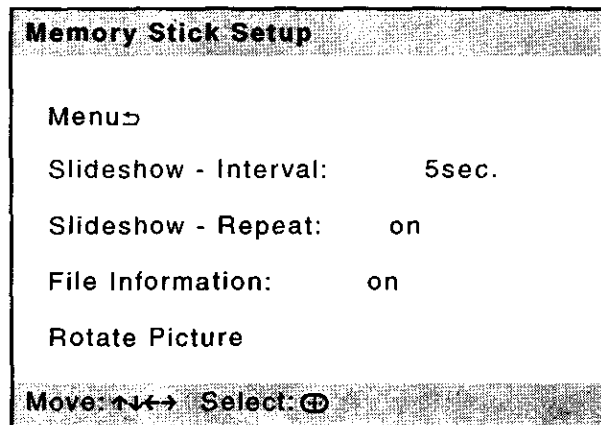 Memory Stick Setup
Menu⮌
Slideshow - Interval: 5sec.
Slideshow - Repeat: on
File Information: on
Rotate Picture
Move: ↑↓←→ Select: ⊕